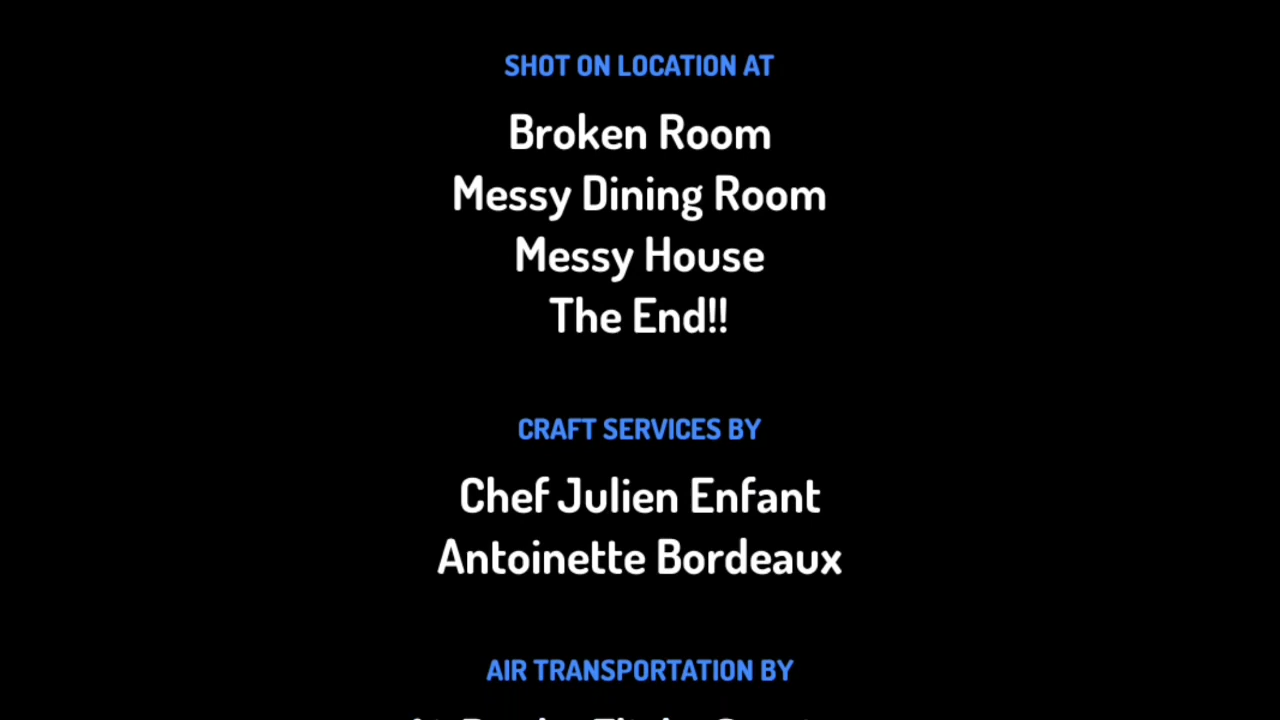 SHOT ON LOCATION AT
Broken Room
Messy Dining Room
Messy House
The End!!
CRAFT SERVICES BY
Chef Julien Enfant
Antoinette Bordeaux
AIR TRANSPORTATION BY